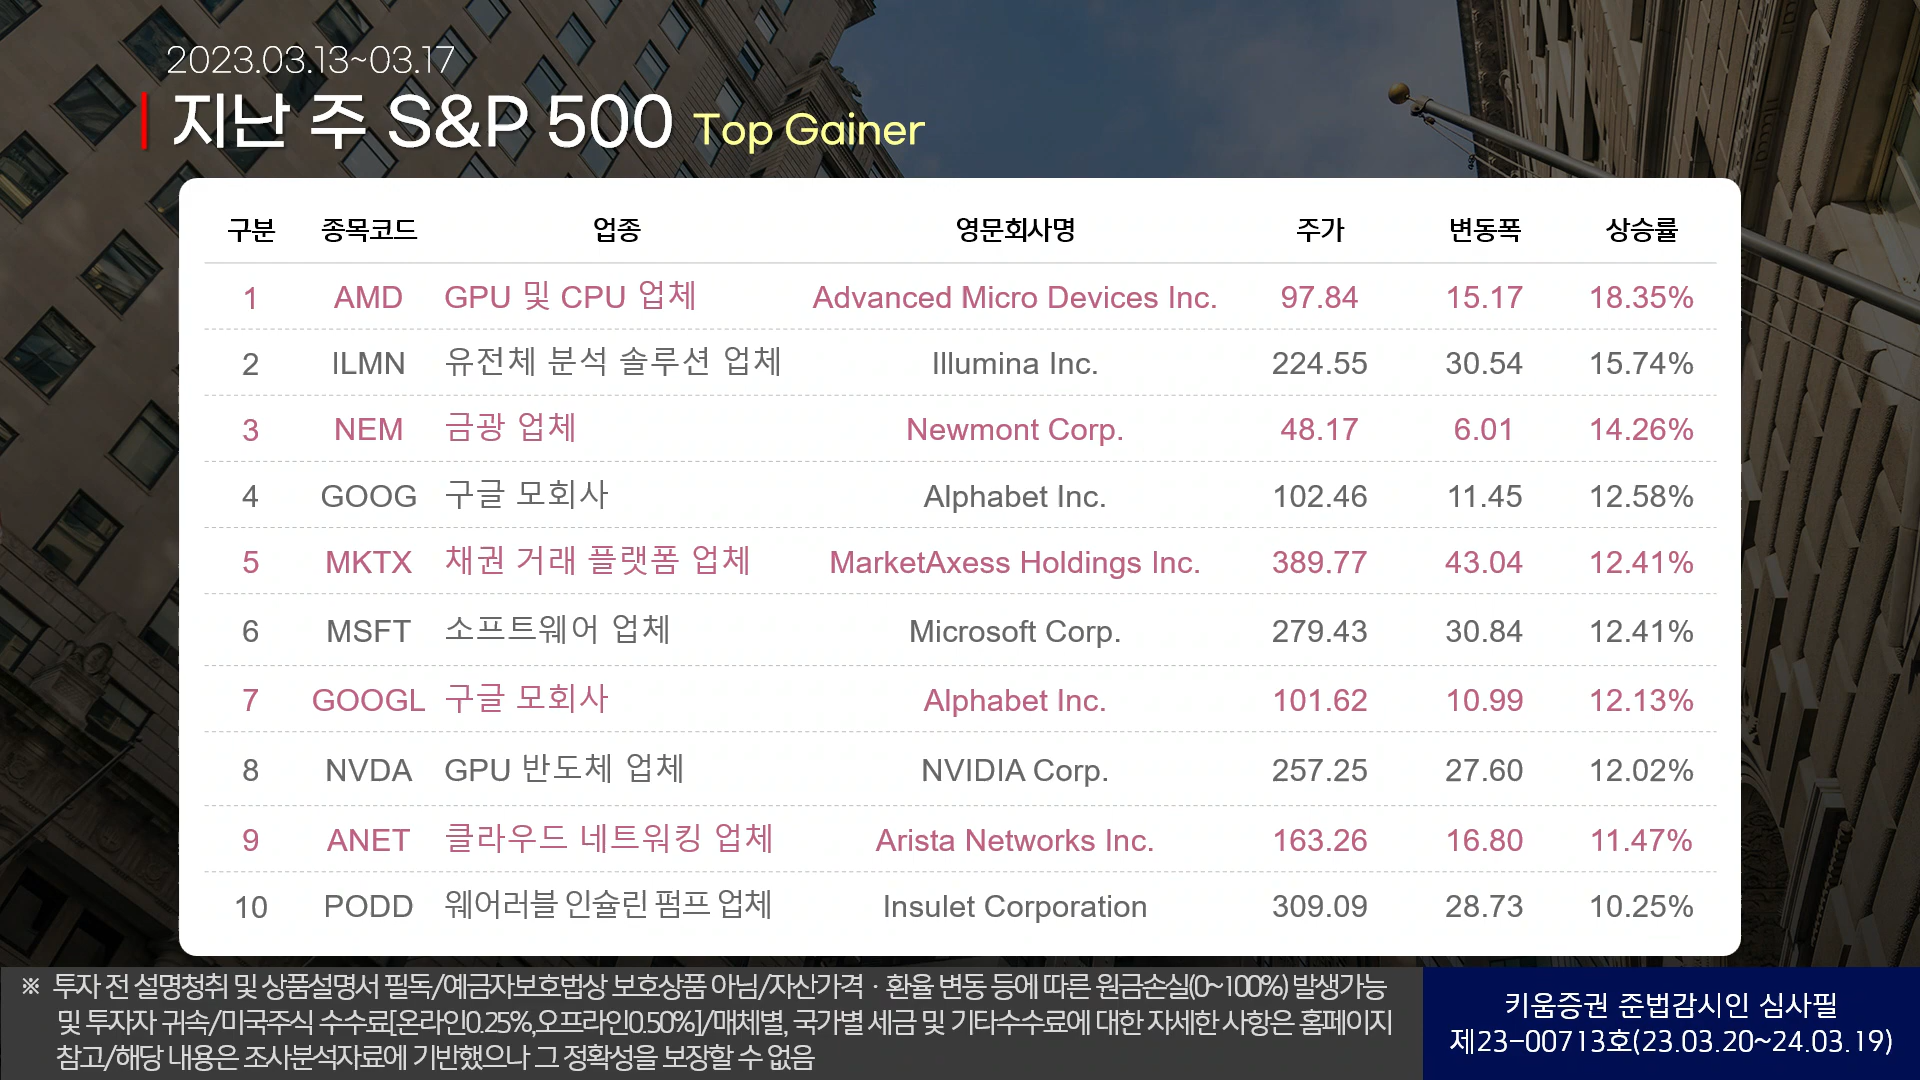 2023.03.13~03.17
지난 주 S&P 500 Top Gainer
구분 종목코드 업종 영문회사명 주가 변동폭 상승률
1 AMD GPU 및 CPU 업체 Advanced Micro Devices Inc. 97.84 15.17 18.35%
2 ILMN 유전체 분석 솔루션 업체 Illumina Inc. 224.55 30.54 15.74%
3 NEM 금광 업체 Newmont Corp. 48.17 6.01 14.26%
4 GOOG 구글 모회사 Alphabet Inc. 102.46 11.45 12.58%
5 MKTX 채권 거래 플랫폼 업체 MarketAxess Holdings Inc. 389.77 43.04 12.41%
6 MSFT 소프트웨어 업체 Microsoft Corp. 279.43 30.84 12.41%
7 GOOGL 구글 모회사 Alphabet Inc. 101.62 10.99 12.13%
8 NVDA GPU 반도체 업체 NVIDIA Corp. 257.25 27.60 12.02%
9 ANET 클라우드 네트워킹 업체 Arista Networks Inc. 163.26 16.80 11.47%
10 PODD 웨어러블 인슐린 펌프 업체 Insulet Corporation 309.09 28.73 10.25%
※ 투자 전 설명청취 및 상품설명서 필독/예금자보호법상 보호상품 아님/자산가격 · 환율 변동 등에 따른 원금손실(0~100%) 발생가능
및 투자자 귀속/미국주식 수수료[온라인0.25%,오프라인0.50%]/매체별, 국가별 세금 및 기타수수료에 대한 자세한 사항은 홈페이지
참고/해당 내용은 조사분석자료에 기반했으나 그 정확성을 보장할 수 없음
키움증권 준법감시인 심사필
제23-00713호(23.03.20~24.03.19)